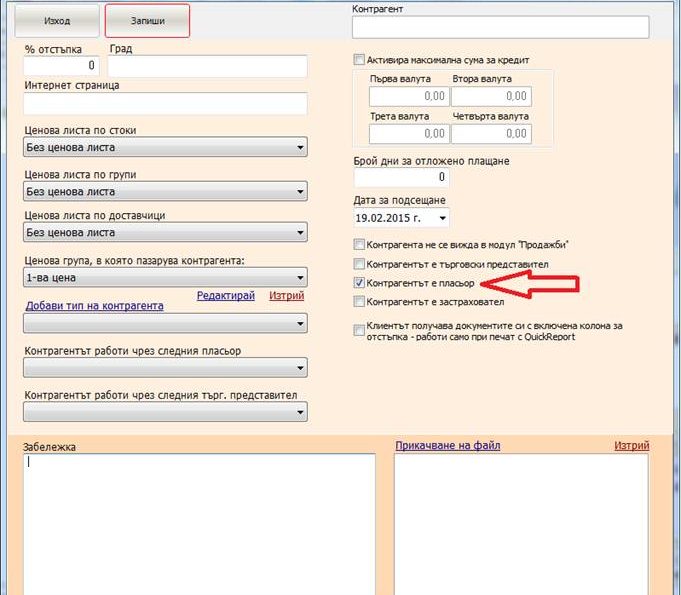 Изход
Запиши
Контрагент
% отстъпка
Град
0
Интернет страница
Ценова листа по стоки
Без ценова листа
Ценова листа по групи
Без ценова листа
Ценова листа по доставчици
Без ценова листа
Ценова група, в която пазарува контрагента:
1-ва цена
Редактирай
Изтрий
Добави тип на контрагента
Контрагентът работи чрез следния пласьор
Контрагентът работи чрез следния търг. представител
Активира максимална сума за кредит
Първа валута
Втора валута
0,00
0,00
Трета валута
Четвърта валута
0,00
0,00
Брой дни за отложено плащане
0
Дата за подсещане
19.02.2015 г.
Контрагента не се вижда в модул "Продажби"
Контрагентът е търговски представител
Контрагентът е пласьор
Контрагентът е застраховател
Клиентът получава документите си с включена колона за
отстъпка - работи само при печат с QuickReport
Забележка
Прикачване на файл
Изтрий